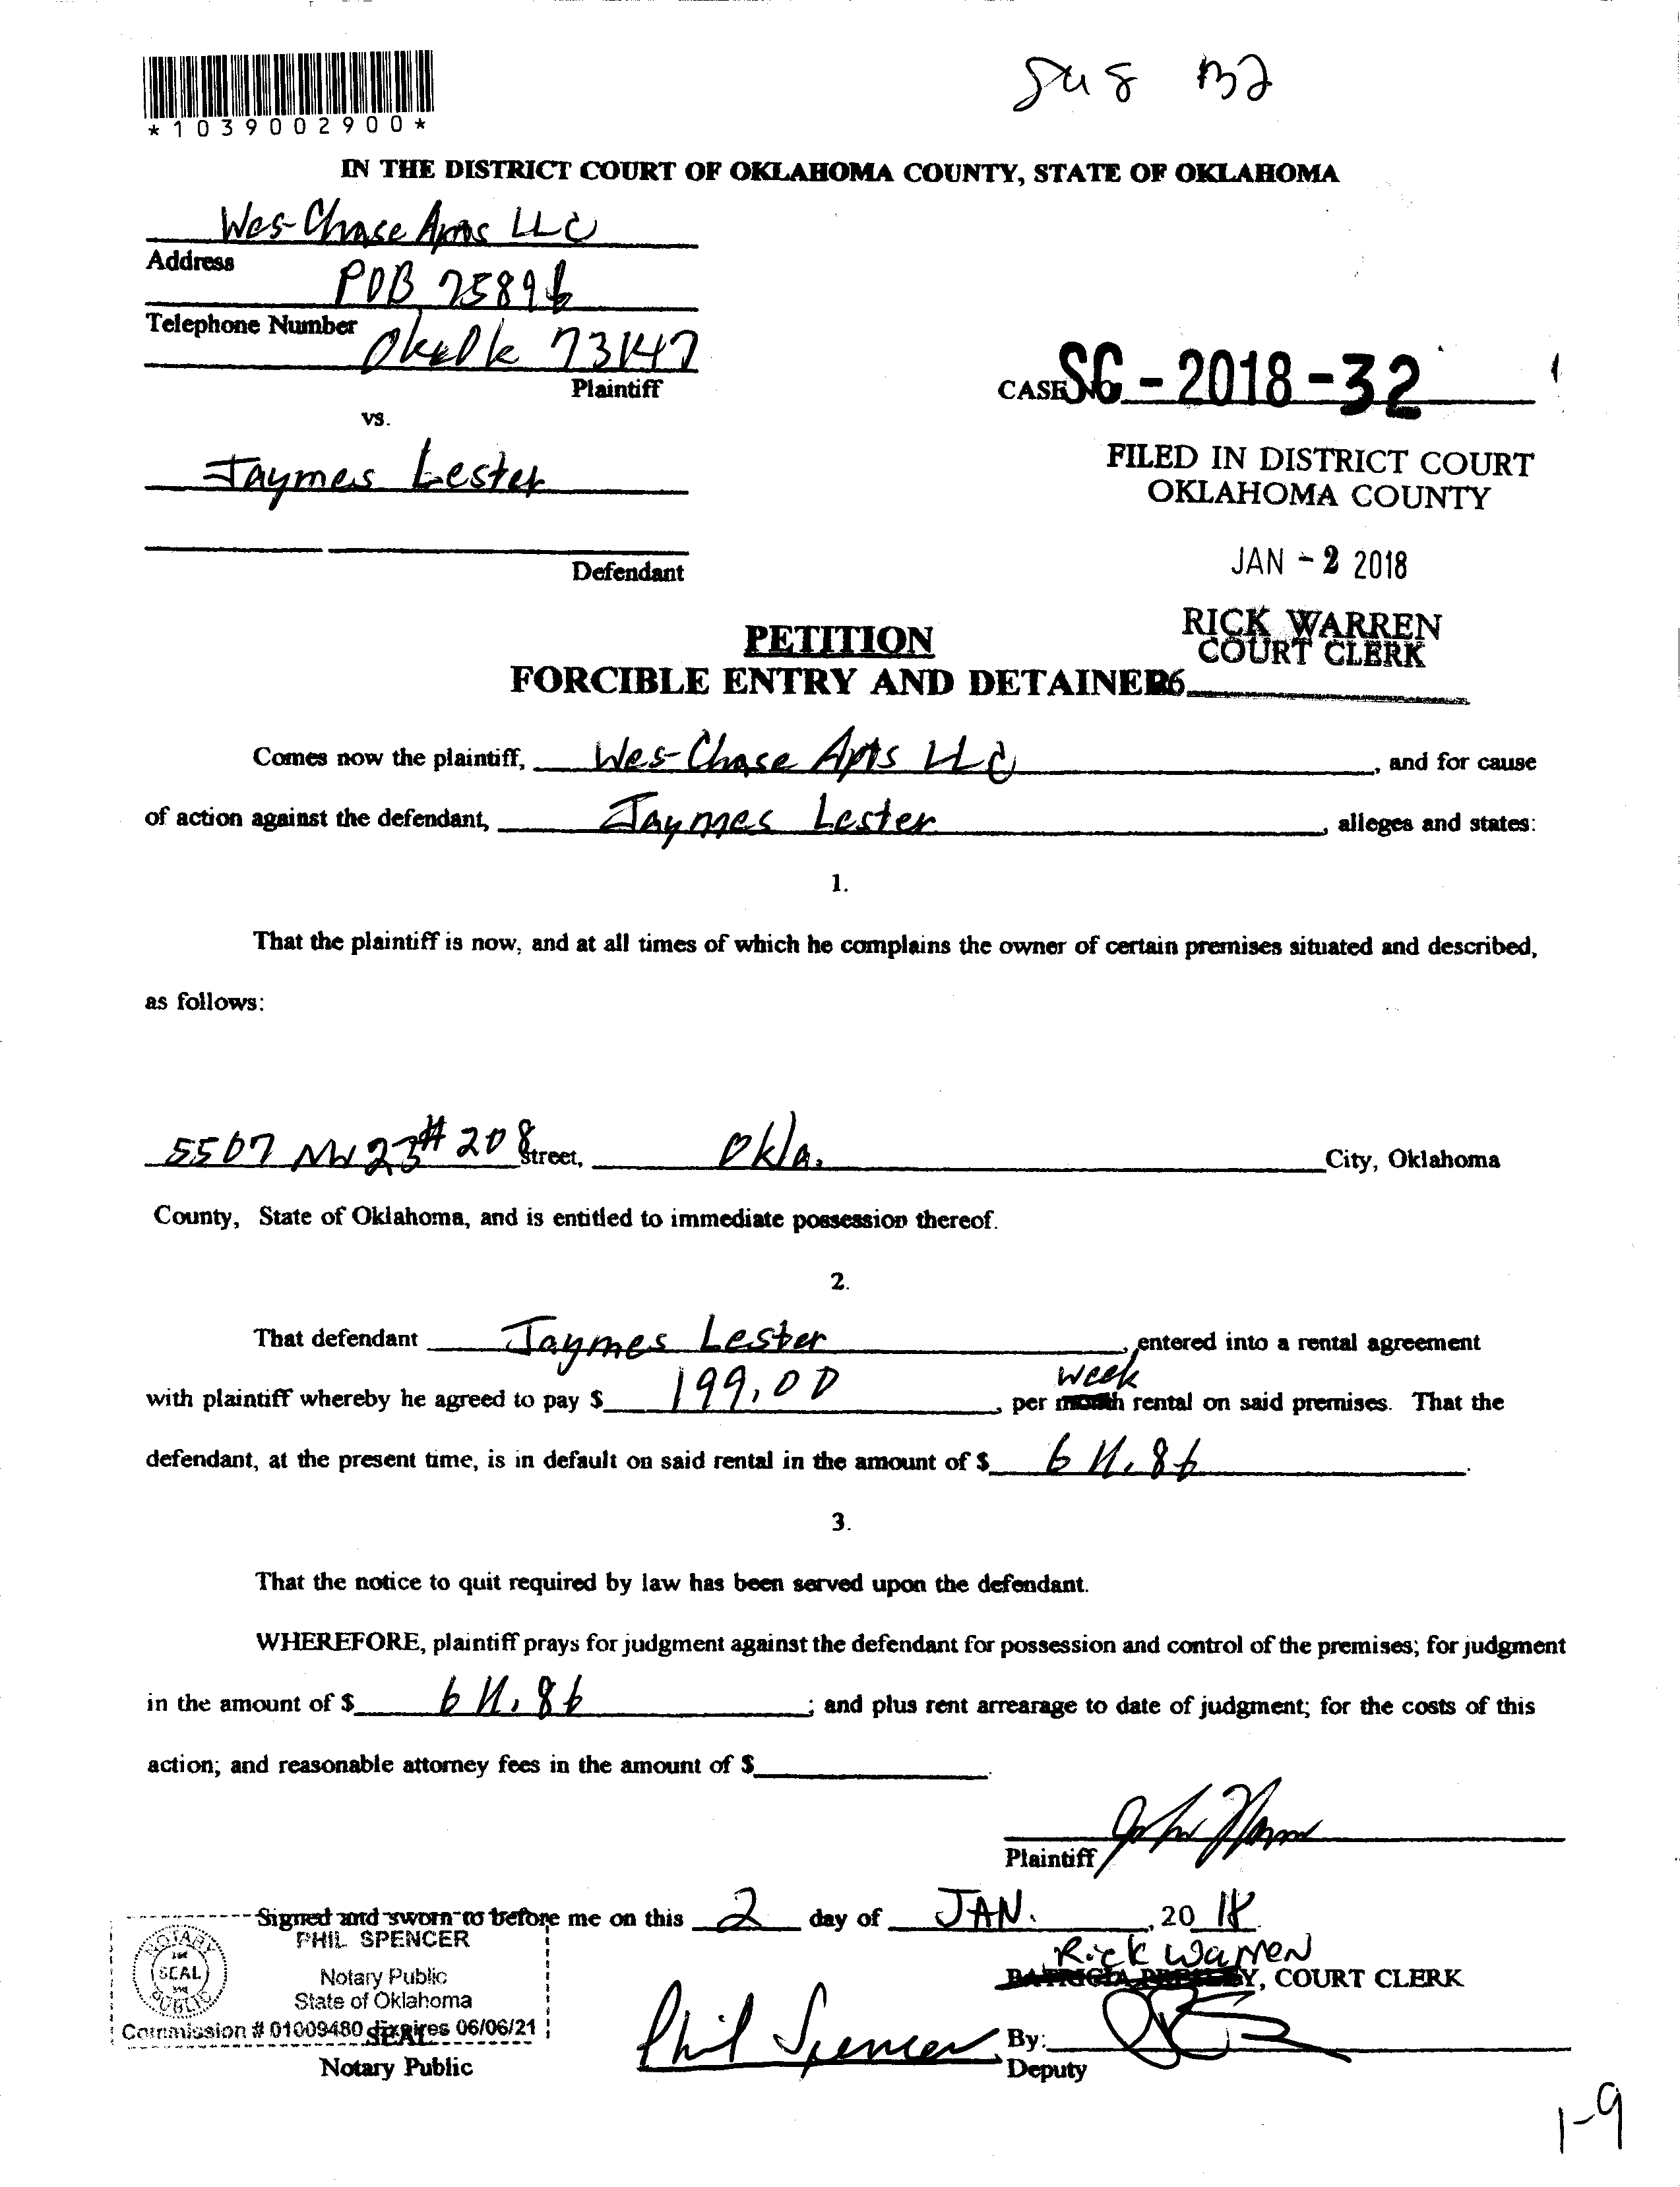 *1039002900*
IN THE DISTRICT COURT OF OKLAHOMA COUNTY, STATE OF OKLAHOMA
Wes-Chase Apts LLC
Address
POB 75896
Telephone Number
73147
Plaintiff
CASE NO. SC - 2018 - 32
vs.
Jaymes Lester
FILED IN DISTRICT COURT
OKLAHOMA COUNTY
Defendant
JAN - 2 2018
RICK WARREN
COURT CLERK
PETITION
FORCIBLE ENTRY AND DETAINER
Comes now the plaintiff, Wes-Chase Apts LLC, and for cause
of action against the defendant, Jaymes Lester, alleges and states:
1.
That the plaintiff is now, and at all times of which he complains the owner of certain premises situated and described,
as follows:
5507 NW 23 # 208 Street, Okla. City, Oklahoma
County, State of Oklahoma, and is entitled to immediate possession thereof.
2.
That defendant Jaymes Lester, entered into a rental agreement
week
with plaintiff whereby he agreed to pay $ 199.00, per month rental on said premises. That the
defendant, at the present time, is in default on said rental in the amount of $ 611.86.
3.
That the notice to quit required by law has been served upon the defendant.
WHEREFORE, plaintiff prays for judgment against the defendant for possession and control of the premises; for judgment
in the amount of $ 611.86; and plus rent arrearage to date of judgment; for the costs of this
action; and reasonable attorney fees in the amount of $.
Plaintiff
Signed and sworn to before me on this 2 day of JAN., 20 18.
PHIL SPENCER
Rick Warren
NOTARY PUBLIC
SEAL
Notary Public
PATRICIA PRESLEY, COURT CLERK
State of Oklahoma
Commission # 01009480 Expires 06/06/21
SEAL
Phil Spencer
By:
Notary Public
Deputy
1-9